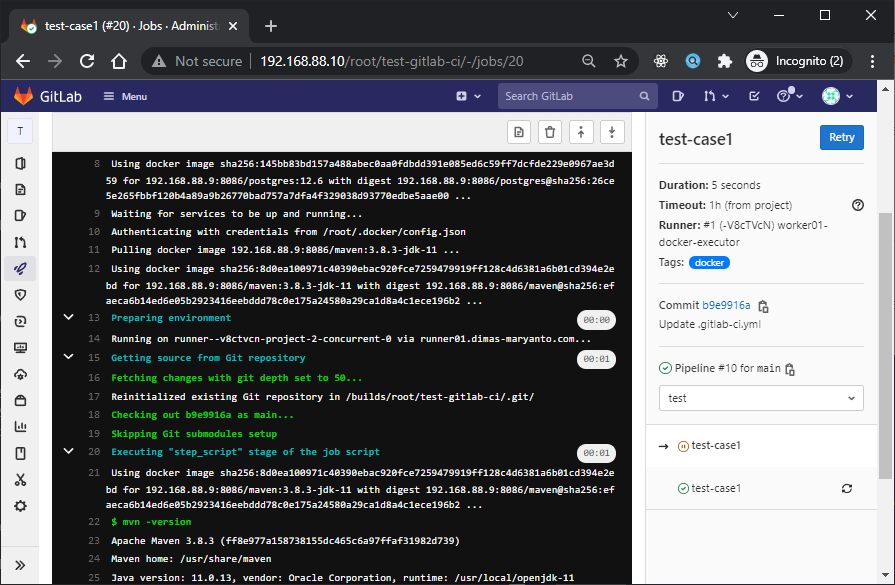 test-case1 (#20) · Jobs · Administ
Not secure
192.168.88.10/root/test-gitlab-ci/-/jobs/20
Incognito (2)
GitLab
Menu
Search GitLab
T
8 Using docker image sha256:145bb83bd157a488abec0aa0fdbdd391e085ed6c59ff7dcfde229e0967ae3d
59 for 192.168.88.9:8086/postgres:12.6 with digest 192.168.88.9:8086/postgres@sha256:26ce
5e265fbbf120b4a89a9b26770bad757a7dfa4f329038d93770edbe5aae00 ...
9 Waiting for services to be up and running...
10 Authenticating with credentials from /root/.docker/config.json
11 Pulling docker image 192.168.88.9:8086/maven:3.8.3-jdk-11 ...
12 Using docker image sha256:8d0ea100971c40390ebac920fce7259479919ff128c4d6381a6b01cd394e2e
bd for 192.168.88.9:8086/maven:3.8.3-jdk-11 with digest 192.168.88.9:8086/maven@sha256:ef
aeca6b14ed6e05b2923416eebddd78c0e175a24580a29ca1d8a4c1ece196b2 ...
13 Preparing environment 00:00
14 Running on runner--v8ctvcn-project-2-concurrent-0 via runner01.dimas-maryanto.com...
15 Getting source from Git repository 00:01
16 Fetching changes with git depth set to 50...
17 Reinitialized existing Git repository in /builds/root/test-gitlab-ci/.git/
18 Checking out b9e9916a as main...
19 Skipping Git submodules setup
20 Executing "step_script" stage of the job script 00:01
21 Using docker image sha256:8d0ea100971c40390ebac920fce7259479919ff128c4d6381a6b01cd394e2e
bd for 192.168.88.9:8086/maven:3.8.3-jdk-11 with digest 192.168.88.9:8086/maven@sha256:ef
aeca6b14ed6e05b2923416eebddd78c0e175a24580a29ca1d8a4c1ece196b2 ...
22 $ mvn -version
23 Apache Maven 3.8.3 (ff8e977a158738155dc465c6a97ffaf31982d739)
24 Maven home: /usr/share/maven
25 Java version: 11.0.13, vendor: Oracle Corporation, runtime: /usr/local/openjdk-11
test-case1
Retry
Duration: 5 seconds
Timeout: 1h (from project)
Runner: #1 (-V8cTVcN) worker01-
docker-executor
Tags: docker
Commit b9e9916a
Update .gitlab-ci.yml
Pipeline #10 for main
test
test-case1
test-case1